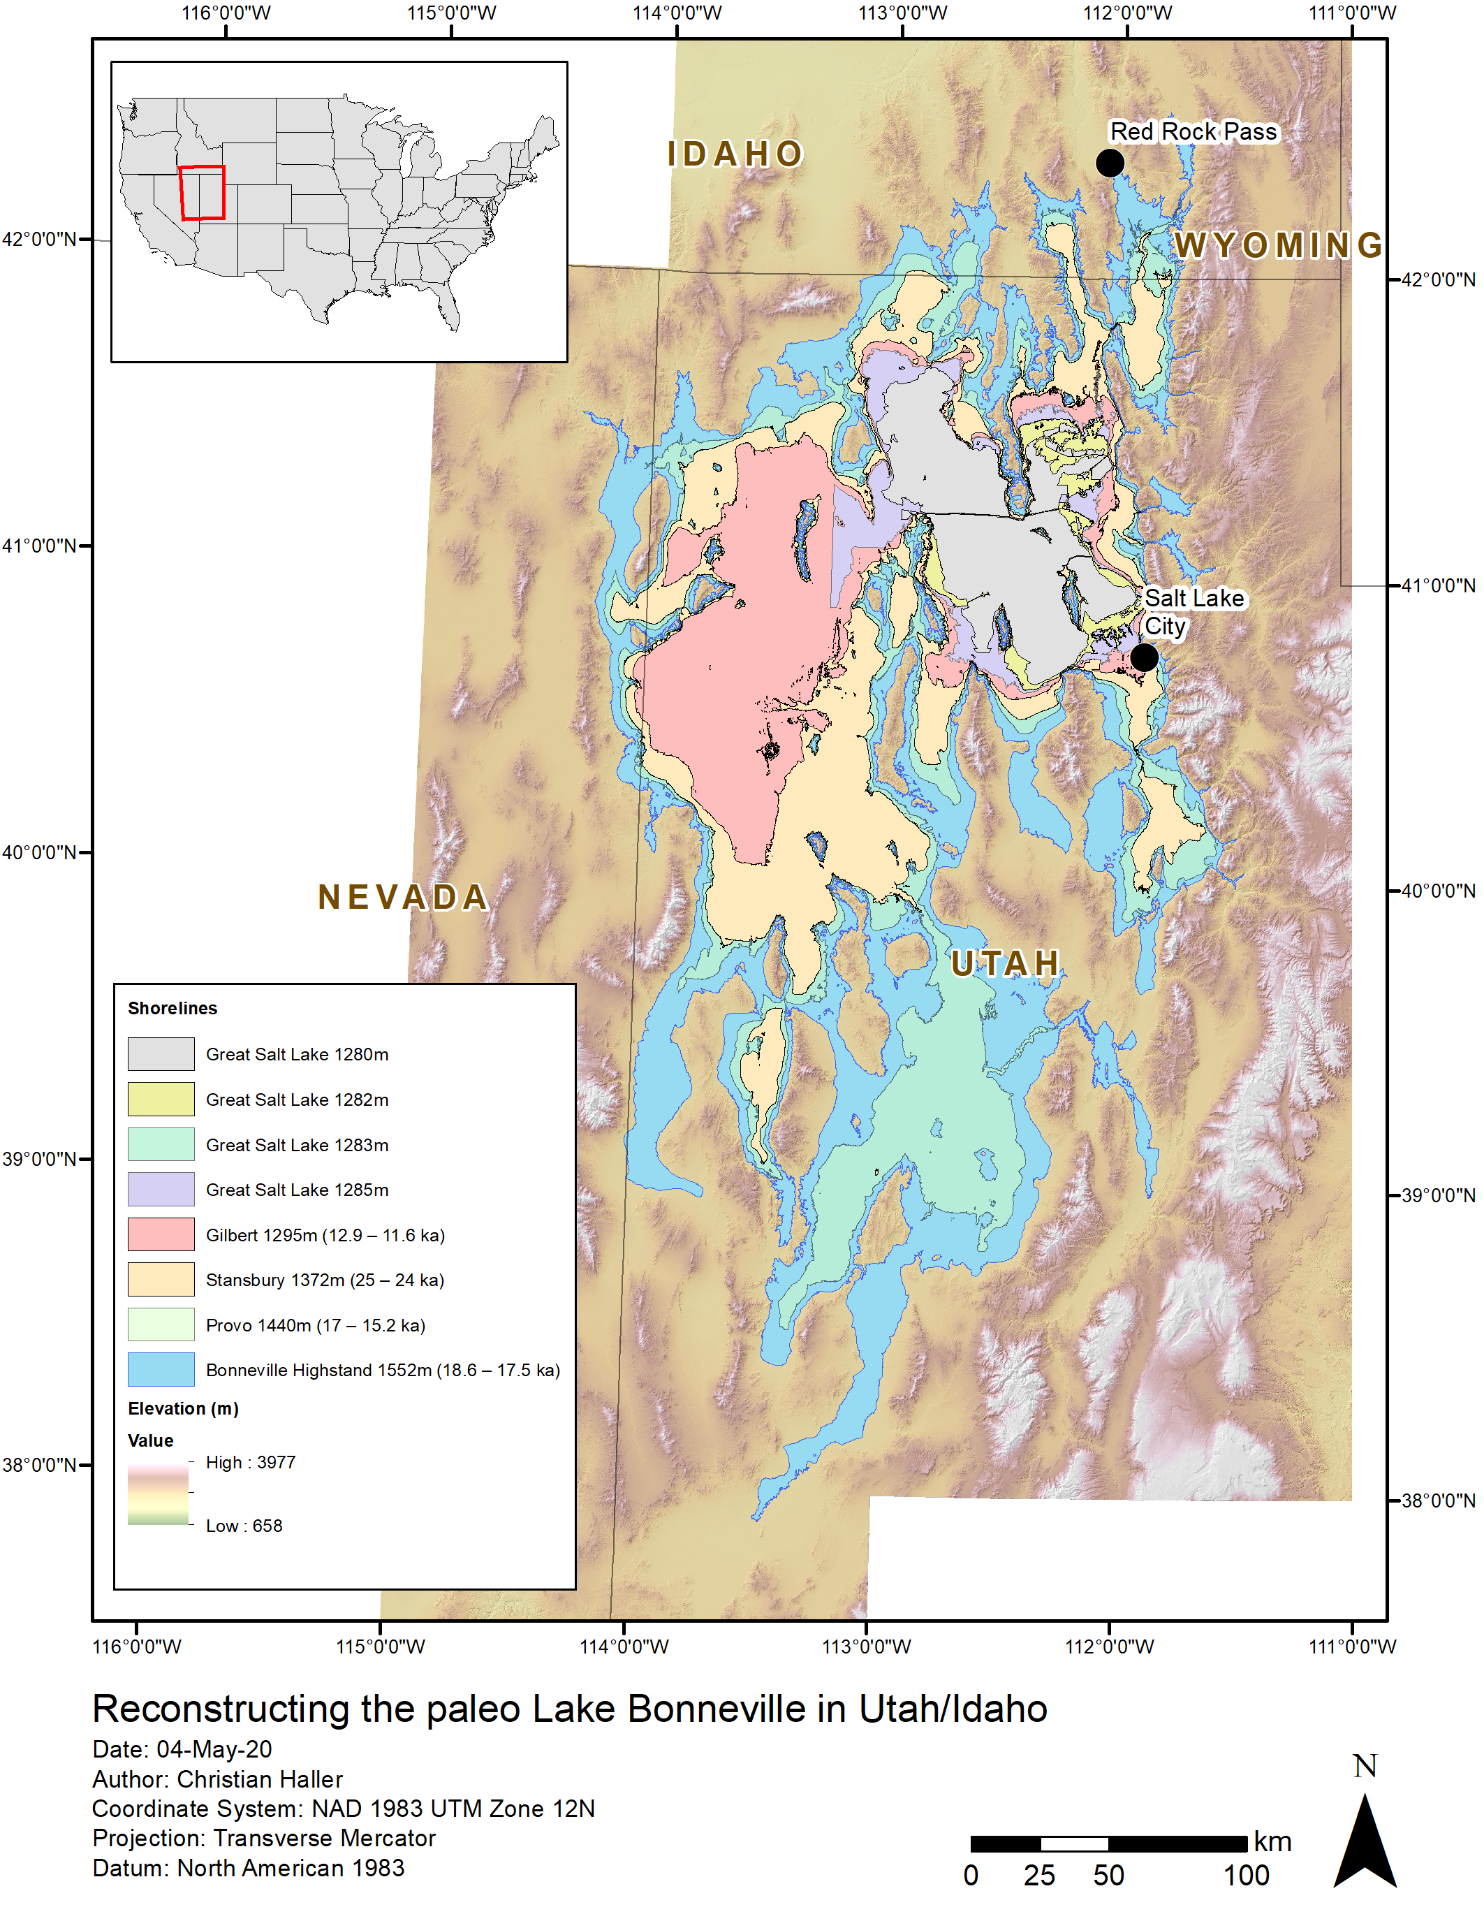 116°0'0"W 115°0'0"W 114°0'0"W 113°0'0"W 112°0'0"W 111°0'0"W
Red Rock Pass
IDAHO
42°0'0"N
WYOMING
42°0'0"N
41°0'0"N
41°0'0"N
Salt Lake
City
40°0'0"N
40°0'0"N
NEVADA
UTAH
Shorelines
Great Salt Lake 1280m
Great Salt Lake 1282m
Great Salt Lake 1283m
39°0'0"N
Great Salt Lake 1285m
39°0'0"N
Gilbert 1295m (12.9 – 11.6 ka)
Stansbury 1372m (25 – 24 ka)
Provo 1440m (17 – 15.2 ka)
Bonneville Highstand 1552m (18.6 – 17.5 ka)
Elevation (m)
Value
High : 3977
38°0'0"N
38°0'0"N
Low : 658
116°0'0"W 115°0'0"W 114°0'0"W 113°0'0"W 112°0'0"W 111°0'0"W
Reconstructing the paleo Lake Bonneville in Utah/Idaho
Date: 04-May-20
Author: Christian Haller
Coordinate System: NAD 1983 UTM Zone 12N
Projection: Transverse Mercator
Datum: North American 1983
N
km
0 25 50 100